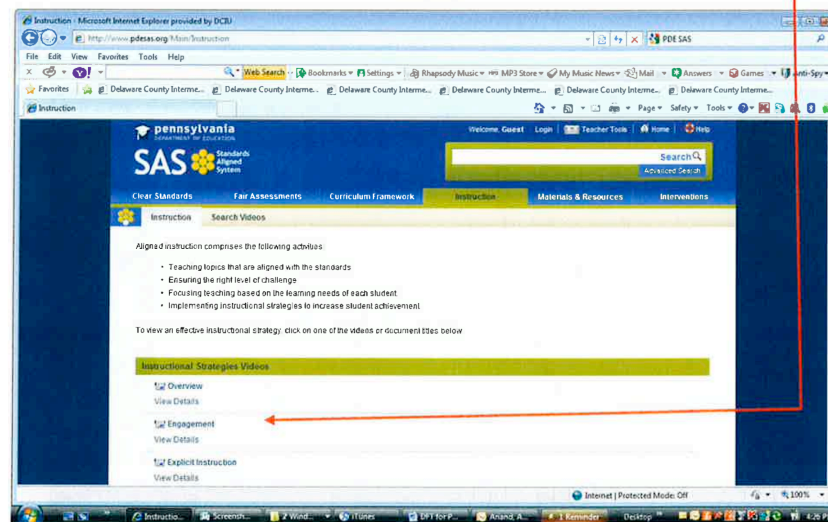 Instruction - Microsoft Internet Explorer provided by DCIU
http://www.pdesas.org/Main/Instruction
PDE SAS
File Edit View Favorites Tools Help
Web Search Bookmarks Settings Rhapsody Music MP3 Store My Music News Mail Answers Games Anti-Spy
Favorites Delaware County Interme... Delaware County Interme... Delaware County Interme... Delaware County Interme... Delaware County Interme... Delaware County Interme...
Instruction
Page Safety Tools
pennsylvania
DEPARTMENT OF EDUCATION
Welcome, Guest Login Teacher Tools Home Help
SAS Standards Aligned System
Search
Advanced Search
Clear Standards Fair Assessments Curriculum Framework Instruction Materials & Resources Interventions
Instruction Search Videos
Aligned instruction comprises the following activities
• Teaching topics that are aligned with the standards
• Ensuring the right level of challenge
• Focusing teaching based on the learning needs of each student
• Implementing instructional strategies to increase student achievement
To view an effective instructional strategy, click on one of the videos or document titles below
Instructional Strategies Videos
Overview
View Details
Engagement
View Details
Explicit Instruction
View Details
Internet | Protected Mode: Off 100%
Instructio... Screensh... 2 Wind... iTunes DFT for P... Anand, A... 1 Reminder Desktop 4:26 P